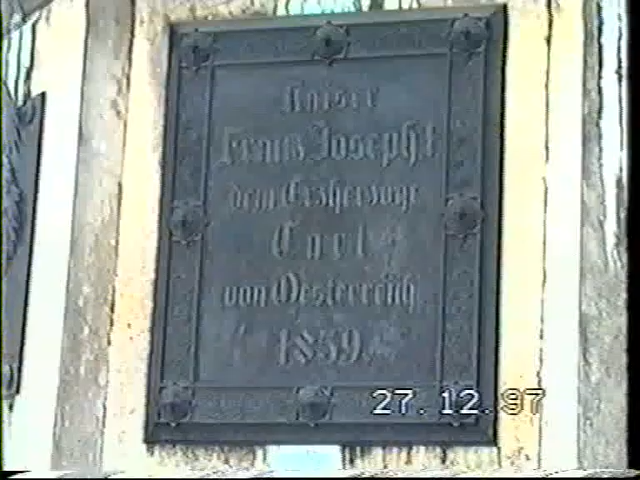 Kaiser
Franz Joseph I
dem Erzherzoge
Carl
von Oesterreich
1859.
27.12.97